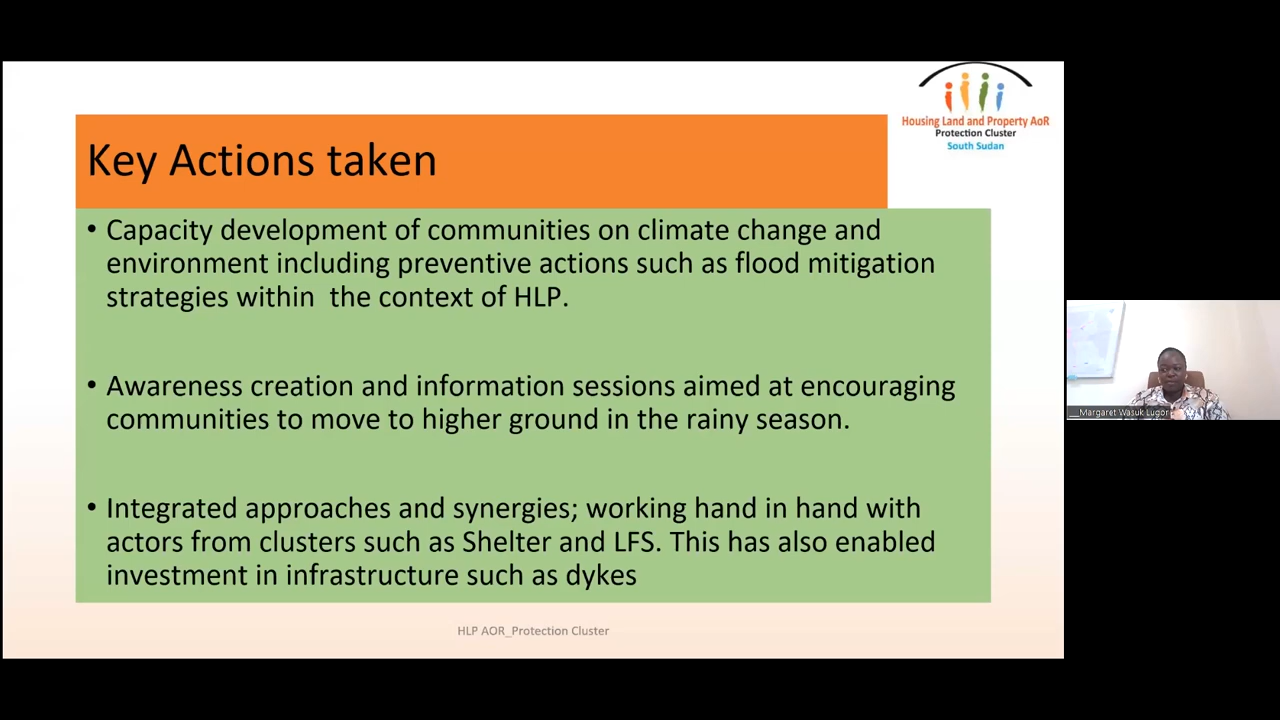 Housing Land and Property AoR
Protection Cluster
South Sudan
Key Actions taken
• Capacity development of communities on climate change and
environment including preventive actions such as flood mitigation
strategies within the context of HLP.
• Awareness creation and information sessions aimed at encouraging
communities to move to higher ground in the rainy season.
• Integrated approaches and synergies; working hand in hand with
actors from clusters such as Shelter and LFS. This has also enabled
investment in infrastructure such as dykes
HLP AOR_Protection Cluster
__Margaret Wasuk Lugor